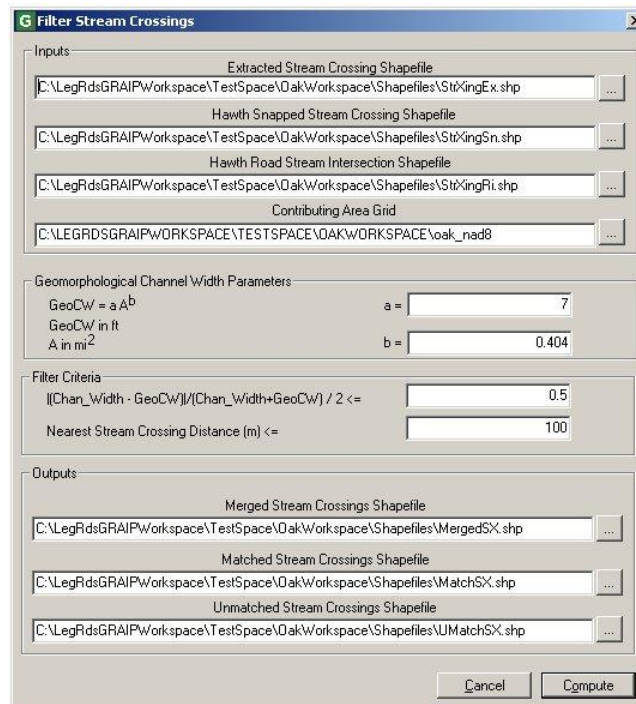 G Filter Stream Crossings
Inputs
Extracted Stream Crossing Shapefile
C:\LegRdsGRAIPWorkspace\TestSpace\OakWorkspace\Shapefiles\StrXingEx.shp ...
Hawth Snapped Stream Crossing Shapefile
C:\LegRdsGRAIPWorkspace\TestSpace\OakWorkspace\Shapefiles\StrXingSn.shp ...
Hawth Road Stream Intersection Shapefile
C:\LegRdsGRAIPWorkspace\TestSpace\OakWorkspace\Shapefiles\StrXingRi.shp ...
Contributing Area Grid
C:\LEGRDSGRAIPWORKSPACE\TESTSPACE\OAKWORKSPACE\oak_nad8 ...
Geomorphological Channel Width Parameters
GeoCW = a A^b a = 7
GeoCW in ft
A in mi^2 b = 0.404
Filter Criteria
|(Chan_Width - GeoCW)|/(Chan_Width+GeoCW) / 2 <= 0.5
Nearest Stream Crossing Distance (m) <= 100
Outputs
Merged Stream Crossings Shapefile
C:\LegRdsGRAIPWorkspace\TestSpace\OakWorkspace\Shapefiles\MergedSX.shp ...
Matched Stream Crossings Shapefile
C:\LegRdsGRAIPWorkspace\TestSpace\OakWorkspace\Shapefiles\MatchSX.shp ...
Unmatched Stream Crossings Shapefile
C:\LegRdsGRAIPWorkspace\TestSpace\OakWorkspace\Shapefiles\UMatchSX.shp ...
Cancel Compute